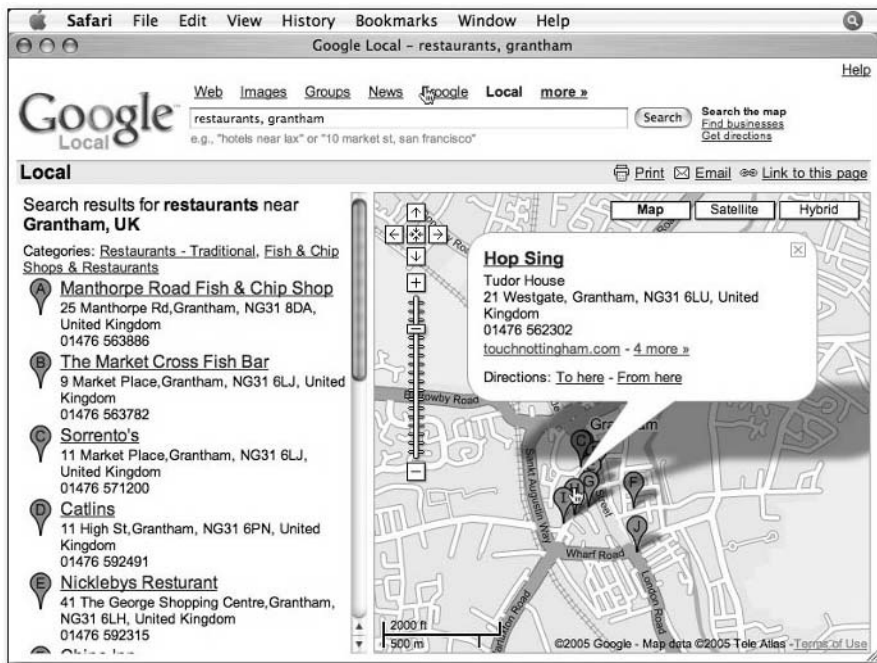 Safari File Edit View History Bookmarks Window Help
Google Local – restaurants, grantham
Help
Google
Local
Web Images Groups News Froogle Local more »
restaurants, grantham
Search
Search the map
Find businesses
Get directions
e.g., "hotels near lax" or "10 market st, san francisco"
Local
Print Email Link to this page
Search results for restaurants near
Grantham, UK
Categories: Restaurants - Traditional, Fish & Chip
Shops & Restaurants
A Manthorpe Road Fish & Chip Shop
25 Manthorpe Rd,Grantham, NG31 8DA,
United Kingdom
01476 563886
B The Market Cross Fish Bar
9 Market Place,Grantham, NG31 6LJ, United
Kingdom
01476 563782
C Sorrento's
11 Market Place,Grantham, NG31 6LJ,
United Kingdom
01476 571200
D Catlins
11 High St,Grantham, NG31 6PN, United
Kingdom
01476 592491
E Nicklebys Resturant
41 The George Shopping Centre,Grantham,
NG31 6LH, United Kingdom
01476 592315
Map Satellite Hybrid
Hop Sing
Tudor House
21 Westgate, Grantham, NG31 6LU, United
Kingdom
01476 562302
touchnottingham.com - 4 more »
Directions: To here - From here
C
G
F
I
J
Sankt Augustin Way
Street
Wharf Road
London Road
2000 ft
500 m
©2005 Google - Map data ©2005 Tele Atlas - Terms of Use